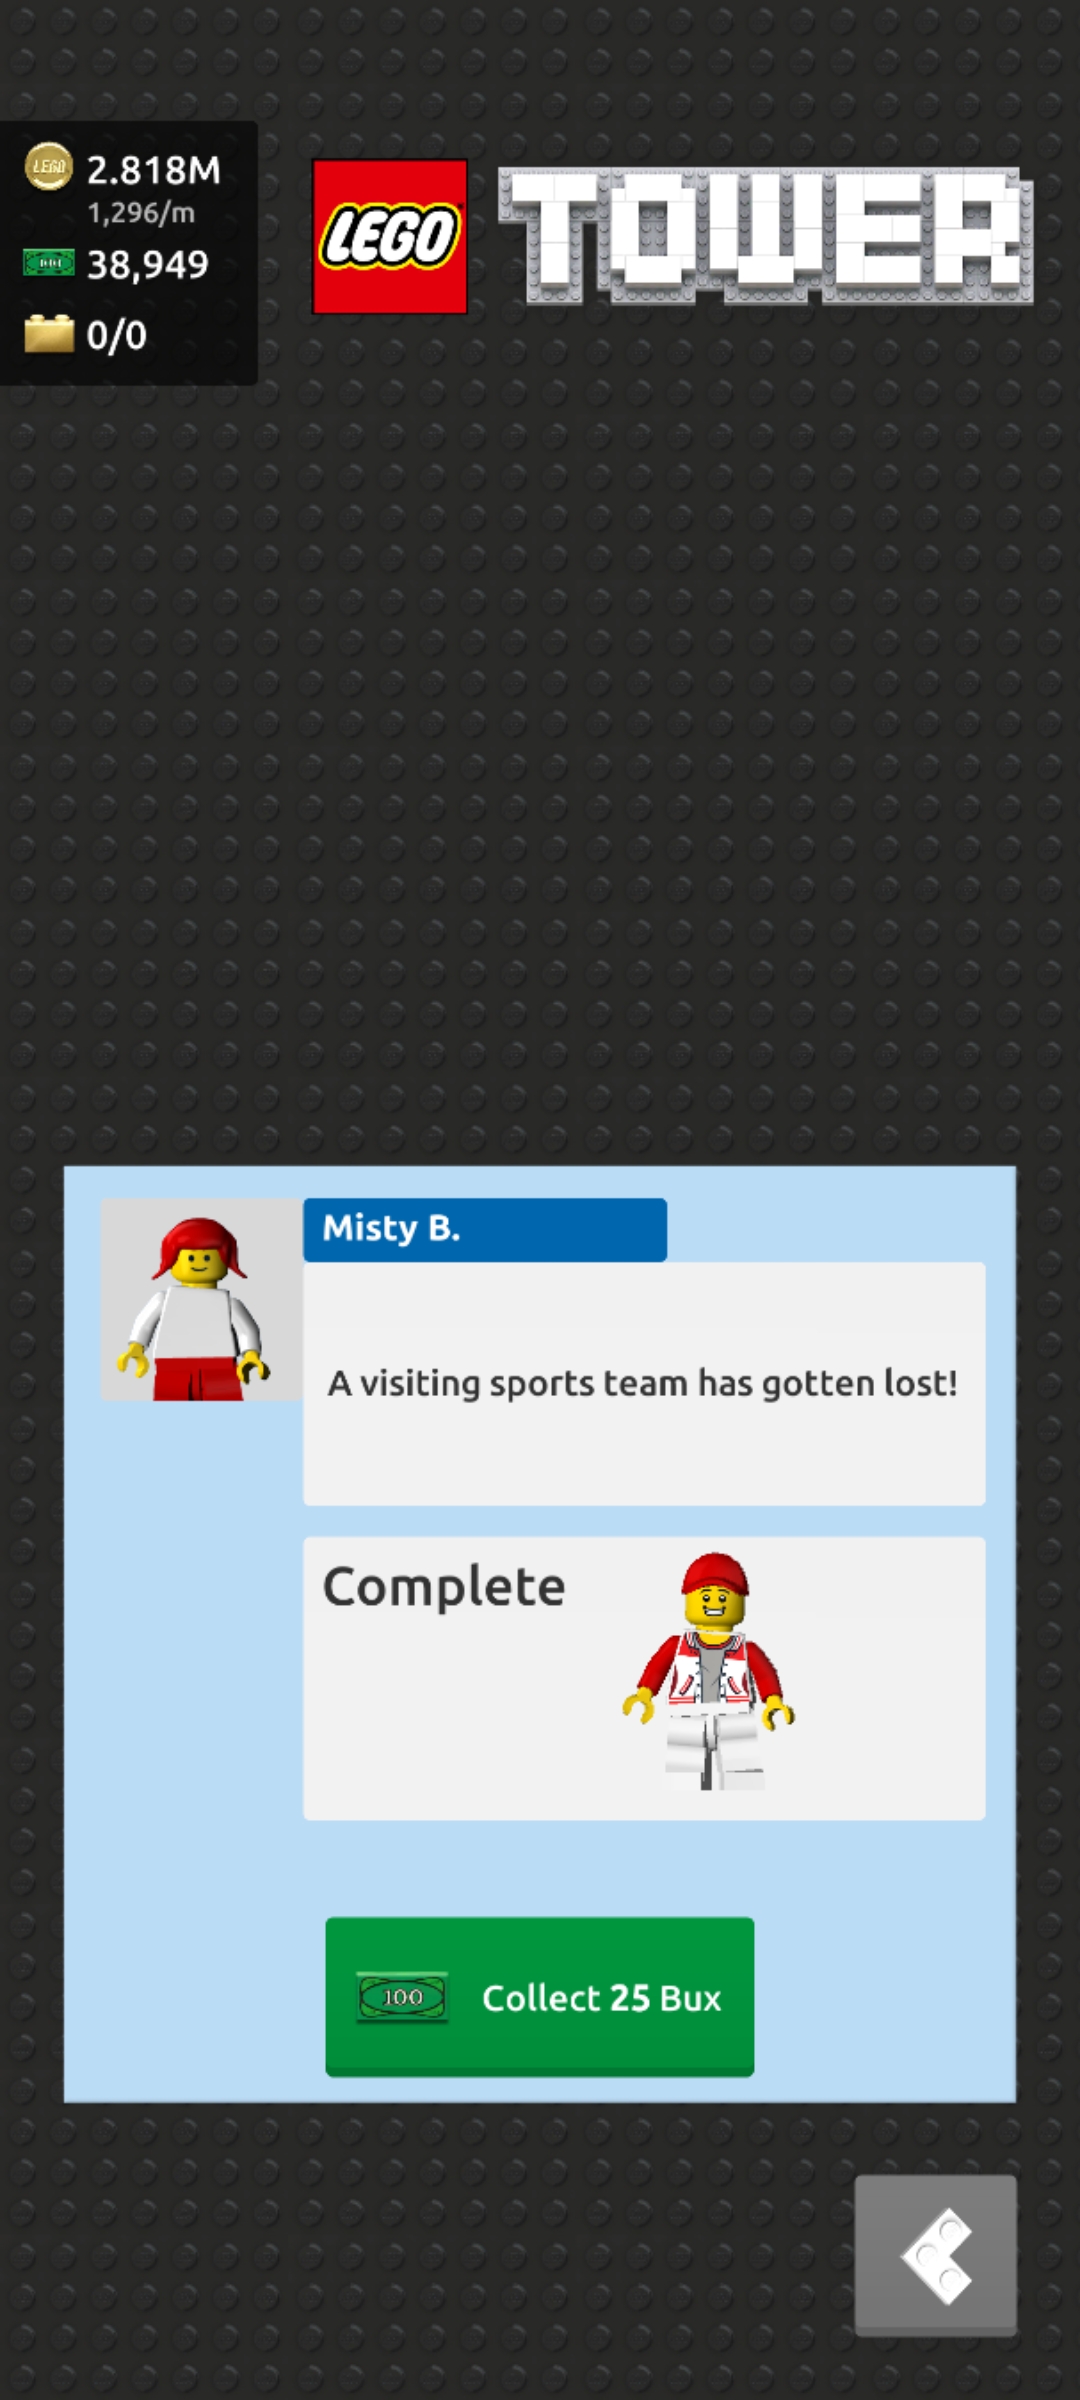 LEGO
2.818M
1,296/m
38,949
0/0
LEGO TOWER
Misty B.
A visiting sports team has gotten lost!
Complete
100
Collect 25 Bux